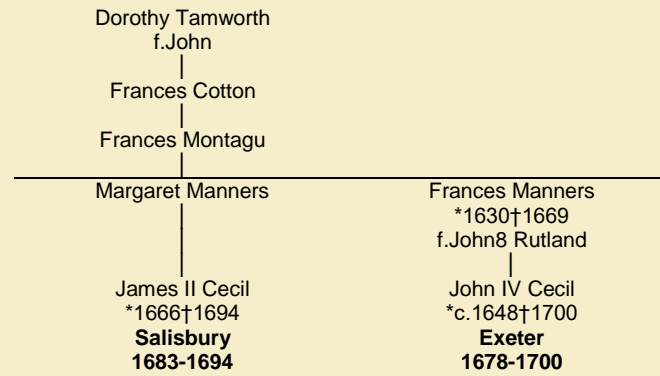 Dorothy Tamworth
f.John
Frances Cotton
Frances Montagu
Margaret Manners
Frances Manners
*1630†1669
f.John8 Rutland
James II Cecil
*1666†1694
Salisbury
1683-1694
John IV Cecil
*c.1648†1700
Exeter
1678-1700